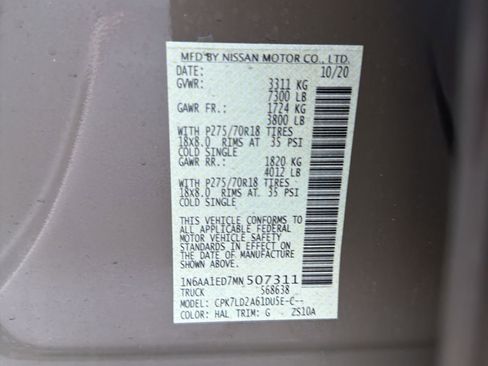 MFD BY NISSAN MOTOR CO., LTD.
DATE: 10/20
GVWR: 3311 KG
7300 LB
GAWR FR.: 1724 KG
3800 LB
WITH P275/70R18 TIRES
18X8.0 RIMS AT 35 PSI
COLD SINGLE
GAWR RR.: 1820 KG
4012 LB
WITH P275/70R18 TIRES
18X8.0 RIMS AT 35 PSI
COLD SINGLE
THIS VEHICLE CONFORMS TO
ALL APPLICABLE FEDERAL
MOTOR VEHICLE SAFETY
STANDARDS IN EFFECT ON
THE DATE OF MANUFACTURE
SHOWN ABOVE.
1N6AA1ED7MN507311
TRUCK 568638
MODEL: CPK7LD2A61DU5E-C--
COLOR: HAL TRIM: G ZS10A